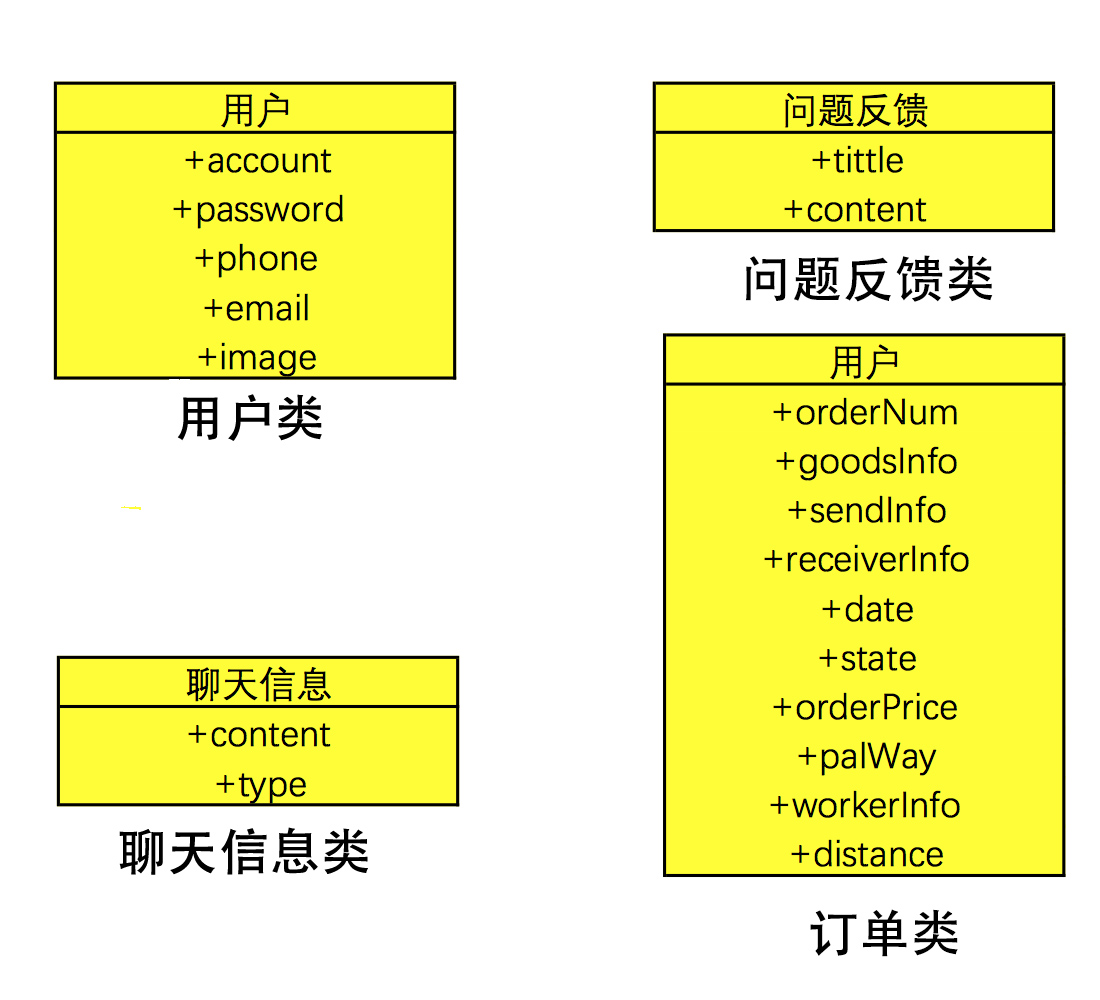 用户
+account
+password
+phone
+email
+image
用户类
问题反馈
+tittle
+content
问题反馈类
聊天信息
+content
+type
聊天信息类
用户
+orderNum
+goodsInfo
+sendInfo
+receiverInfo
+date
+state
+orderPrice
+palWay
+workerInfo
+distance
订单类